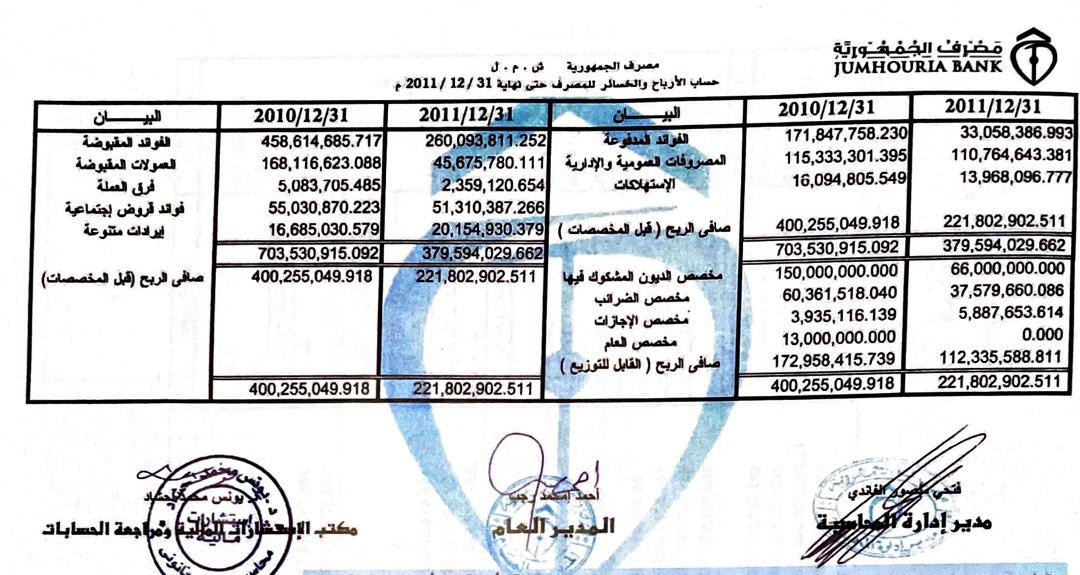 مصرف الجمهورية
JUMHOURIA BANK
مصرف الجمهورية ش . م . ل
حساب الأرباح والخسائر للمصرف حتى نهاية 31 / 12 / 2011 م
2011/12/31 2010/12/31 البيـــــان 2011/12/31 2010/12/31 البيـــــان
33,058,386.993 171,847,758.230 الفوائد المدفوعة 260,093,811.252 458,614,685.717 الفوائد المقبوضة
110,764,643.381 115,333,301.395 المصروفات العمومية والإدارية 45,675,780.111 168,116,623.088 العمولات المقبوضة
13,968,096.777 16,094,805.549 الإستهلاكات 2,359,120.654 5,083,705.485 فرق العملة
51,310,387.266 55,030,870.223 فوائد قروض إجتماعية
221,802,902.511 400,255,049.918 صافى الربح ( قبل المخصصات ) 20,154,930.379 16,685,030.579 إيرادات متنوعة
379,594,029.662 703,530,915.092 379,594,029.662 703,530,915.092
66,000,000.000 150,000,000.000 مخصص الديون المشكوك فيها 221,802,902.511 400,255,049.918 صافى الربح (قبل المخصصات)
37,579,660.086 60,361,518.040 مخصص الضرائب
5,887,653.614 3,935,116.139 مخصص الإجازات
0.000 13,000,000.000 مخصص العام
112,335,588.811 172,958,415.739 صافى الربح ( القابل للتوزيع )
221,802,902.511 400,255,049.918 221,802,902.511 400,255,049.918
فتحي منصور الغاندي
مدير إدارة المحاسبة
أحمد امحمد رجب
المدير العام
يونس محمد
مكتب الإستشارات المالية ومراجعة الحسابات
إستشارات
مالية